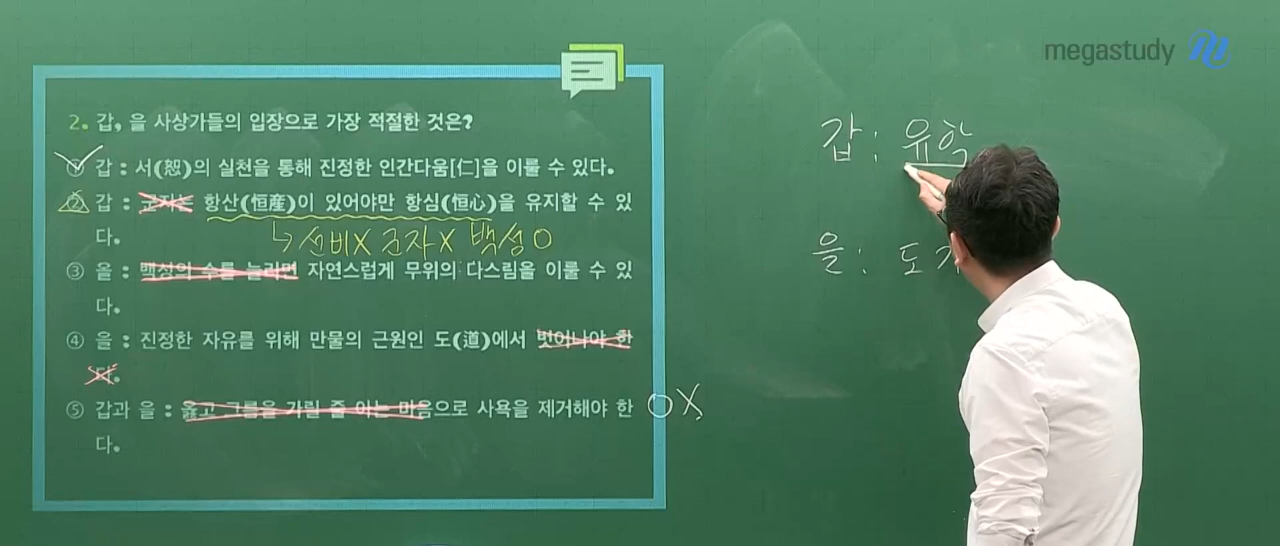 megastudy
2. 갑, 을 사상가들의 입장으로 가장 적절한 것은?
① 갑 : 서(恕)의 실천을 통해 진정한 인간다움[仁]을 이룰 수 있다.
② 갑 : 군자는 항산(恒産)이 있어야만 항심(恒心)을 유지할 수 있
다.
↳ 선비X 군자X 백성O
③ 을 : 백성의 수를 늘리면 자연스럽게 무위의 다스림을 이룰 수 있
다.
④ 을 : 진정한 자유를 위해 만물의 근원인 도(道)에서 벗어나야 한
다.
⑤ 갑과 을 : 옳고 그름을 가릴 줄 아는 마음으로 사욕을 제거해야 한
다.
O X
갑 : 유학
을 : 도